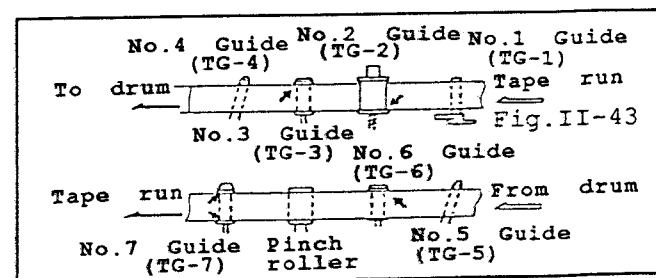 No.4 Guide
(TG-4)
No.2 Guide
(TG-2)
No.1 Guide
(TG-1)
To drum
Tape run
Fig.II-43
No.3 Guide
(TG-3)
No.6 Guide
(TG-6)
Tape run
From drum
No.7 Guide
(TG-7)
Pinch
roller
No.5 Guide
(TG-5)